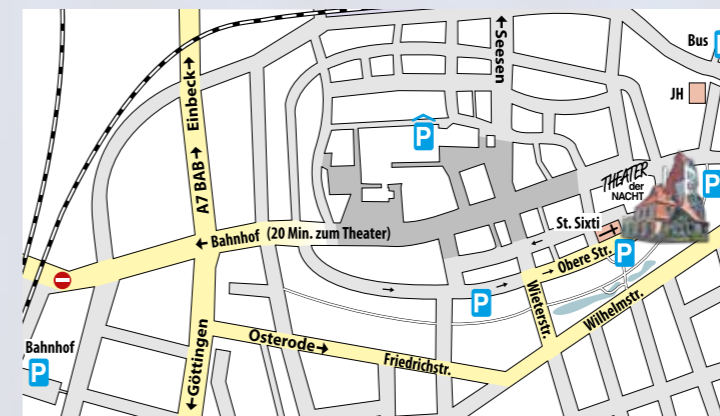 Seesen
Bus P
JH
Einbeck
P
A7 BAB
THEATER
der
NACHT
P
St. Sixti
Bahnhof (20 Min. zum Theater)
Obere Str.
P
P
Wieterstr.
Wilhelmstr.
Osterode
Friedrichstr.
Göttingen
Bahnhof
P